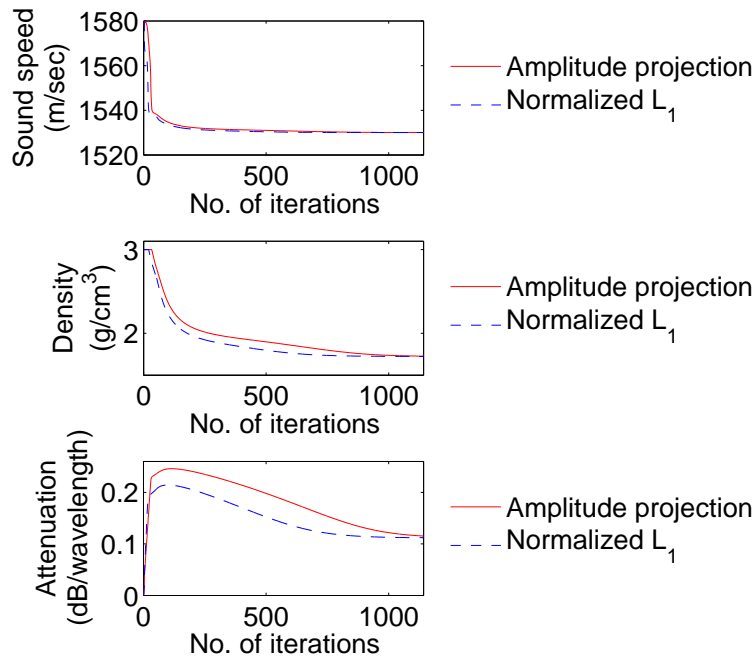 Sound speed
(m/sec)
1580
1560
1540
1520
0
500
1000
No. of iterations
Amplitude projection
Normalized L1
Density
(g/cm3)
3
2
0
500
1000
No. of iterations
Amplitude projection
Normalized L1
Attenuation
(dB/wavelength)
0.2
0.1
0
0
500
1000
No. of iterations
Amplitude projection
Normalized L1